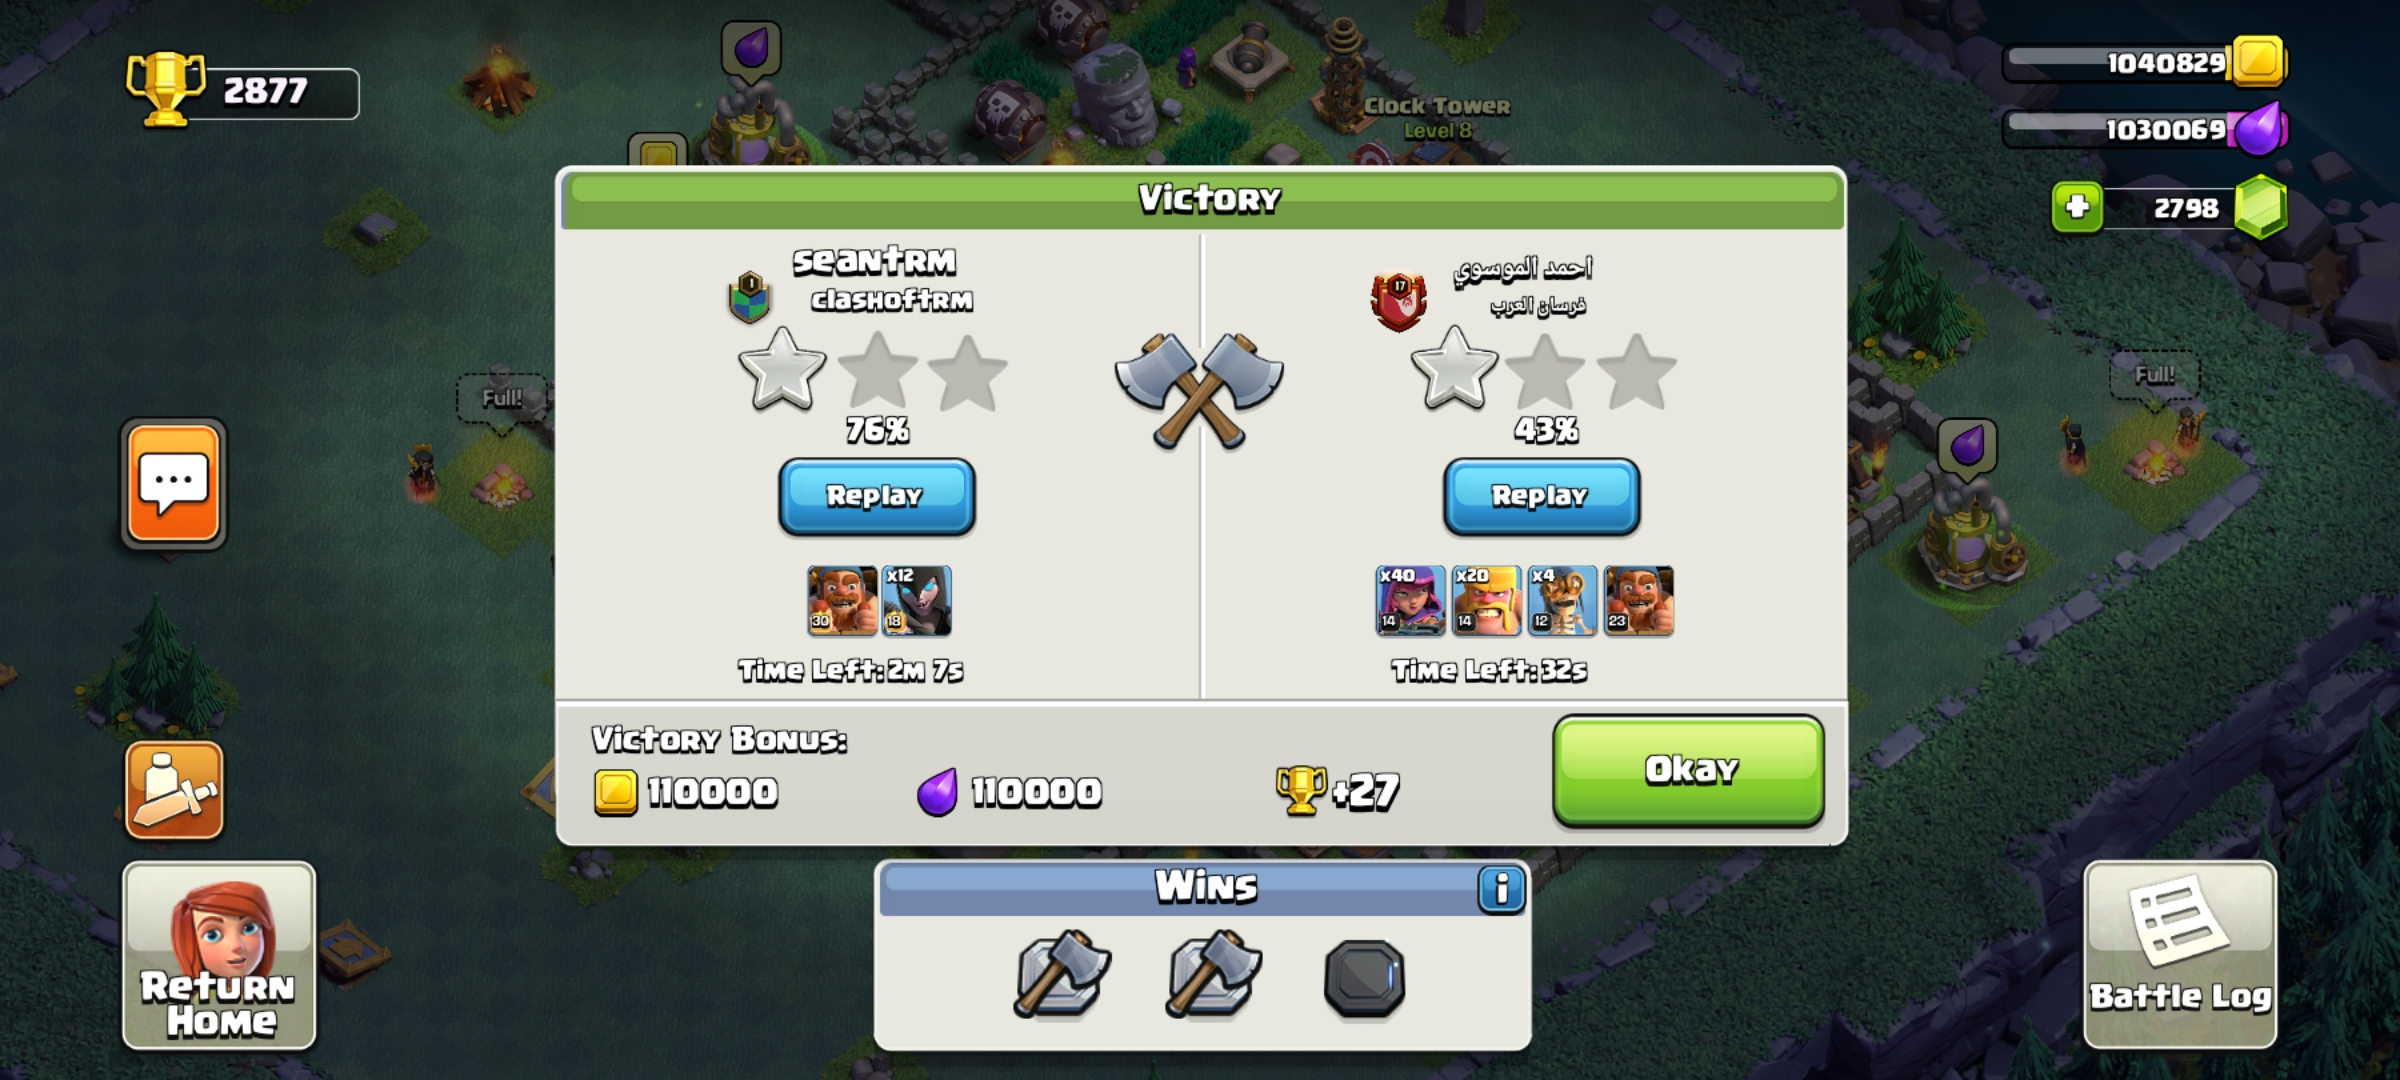 2877
1040829
1030069
2798
Clock Tower
Level 8
Victory
seantrm
clashoftrm
1
احمد الموسوي
فرسان العرب
17
Full!
Full!
76%
43%
Replay
Replay
30
x12
18
x40
14
x20
14
x4
12
23
Time Left: 2m 7s
Time Left: 32s
Victory Bonus:
110000
110000
+27
Okay
Wins
i
Return
Home
Battle Log